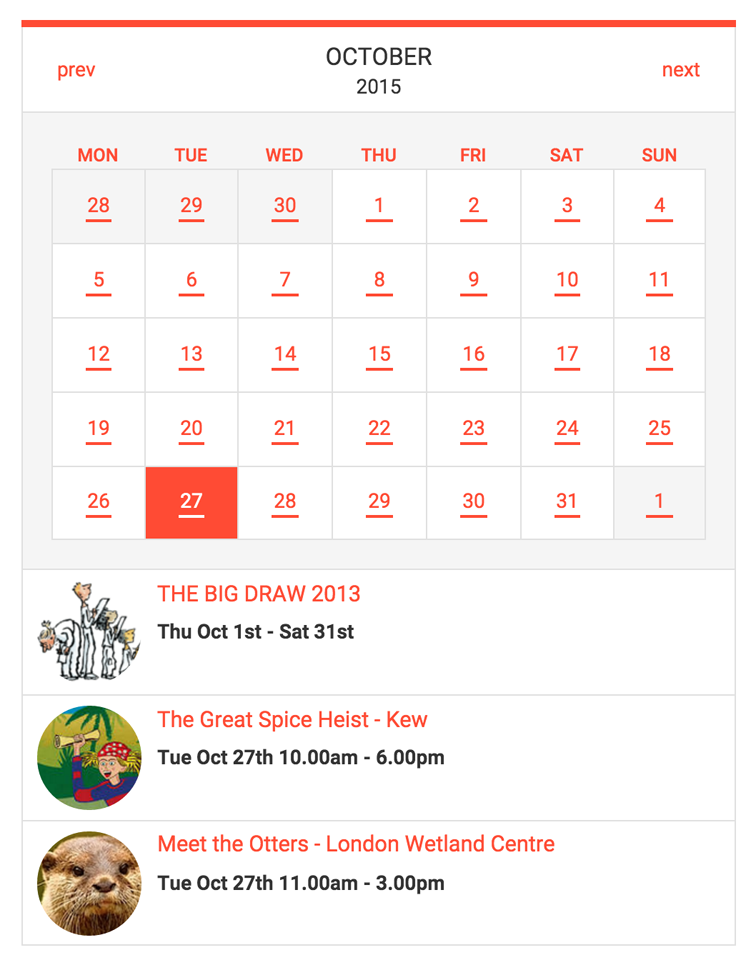 prev
OCTOBER
2015
next
MON TUE WED THU FRI SAT SUN
28 29 30 1 2 3 4
5 6 7 8 9 10 11
12 13 14 15 16 17 18
19 20 21 22 23 24 25
26 27 28 29 30 31 1
THE BIG DRAW 2013
Thu Oct 1st - Sat 31st
The Great Spice Heist - Kew
Tue Oct 27th 10.00am - 6.00pm
Meet the Otters - London Wetland Centre
Tue Oct 27th 11.00am - 3.00pm